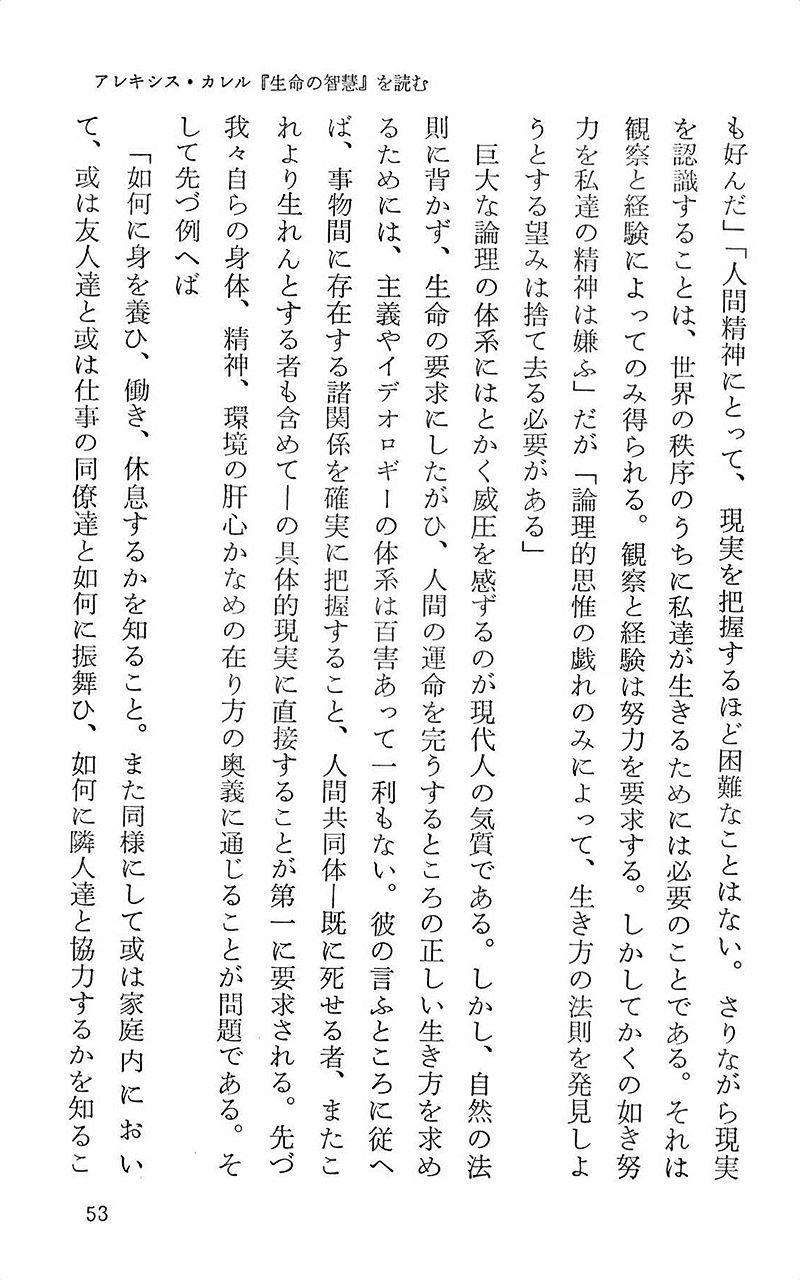 アレキシス・カレル『生命の智慧』を読む
も好んだ」「人間精神にとって、現実を把握するほど困難なことはない。さりながら現実
を認識することは、世界の秩序のうちに私達が生きるためには必要のことである。それは
観察と経験によってのみ得られる。観察と経験は努力を要求する。しかしてかくの如き努
力を私達の精神は嫌ふ」だが「論理的思惟の戯れのみによって、生き方の法則を発見しよ
うとする望みは捨て去る必要がある」
巨大な論理の体系にはとかく威圧を感ずるのが現代人の気質である。しかし、自然の法
則に背かず、生命の要求にしたがひ、人間の運命を完うするところの正しい生き方を求め
るためには、主義やイデオロギーの体系は百害あって一利もない。彼の言ふところに従へ
ば、事物間に存在する諸関係を確実に把握すること、人間共同体―既に死せる者、またこ
れより生れんとする者も含めて―の具体的現実に直接することが第一に要求される。先づ
我々自らの身体、精神、環境の肝心かなめの在り方の奥義に通じることが問題である。そ
して先づ例へば
「如何に身を養ひ、働き、休息するかを知ること。また同様にして或は家庭内におい
て、或は友人達と或は仕事の同僚達と如何に振舞ひ、如何に隣人達と協力するかを知るこ
53